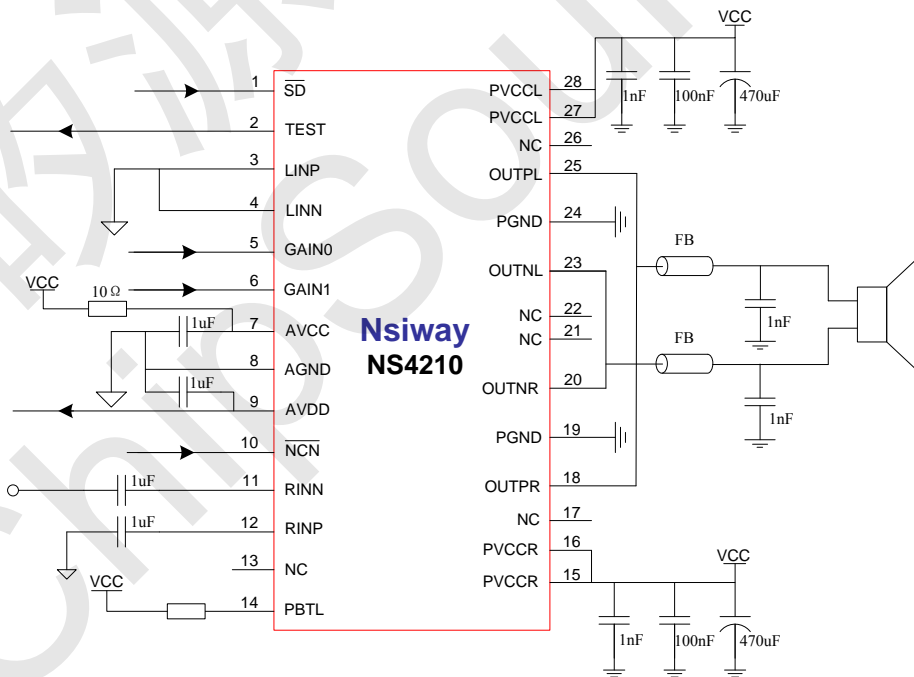 VCC
1nF
100nF
470uF
1
SD
2
TEST
3
LINP
4
LINN
5
GAIN0
6
GAIN1
VCC
10Ω
1uF
7
AVCC
8
AGND
1uF
9
AVDD
10
NCN
1uF
11
RINN
1uF
12
RINP
13
NC
VCC
14
PBTL
Nsiway
NS4210
PVCCL
28
PVCCL
27
NC
26
OUTPL
25
PGND
24
OUTNL
23
NC
22
NC
21
OUTNR
20
PGND
19
OUTPR
18
NC
17
PVCCR
16
PVCCR
15
FB
1nF
FB
1nF
VCC
1nF
100nF
470uF
ChipSour